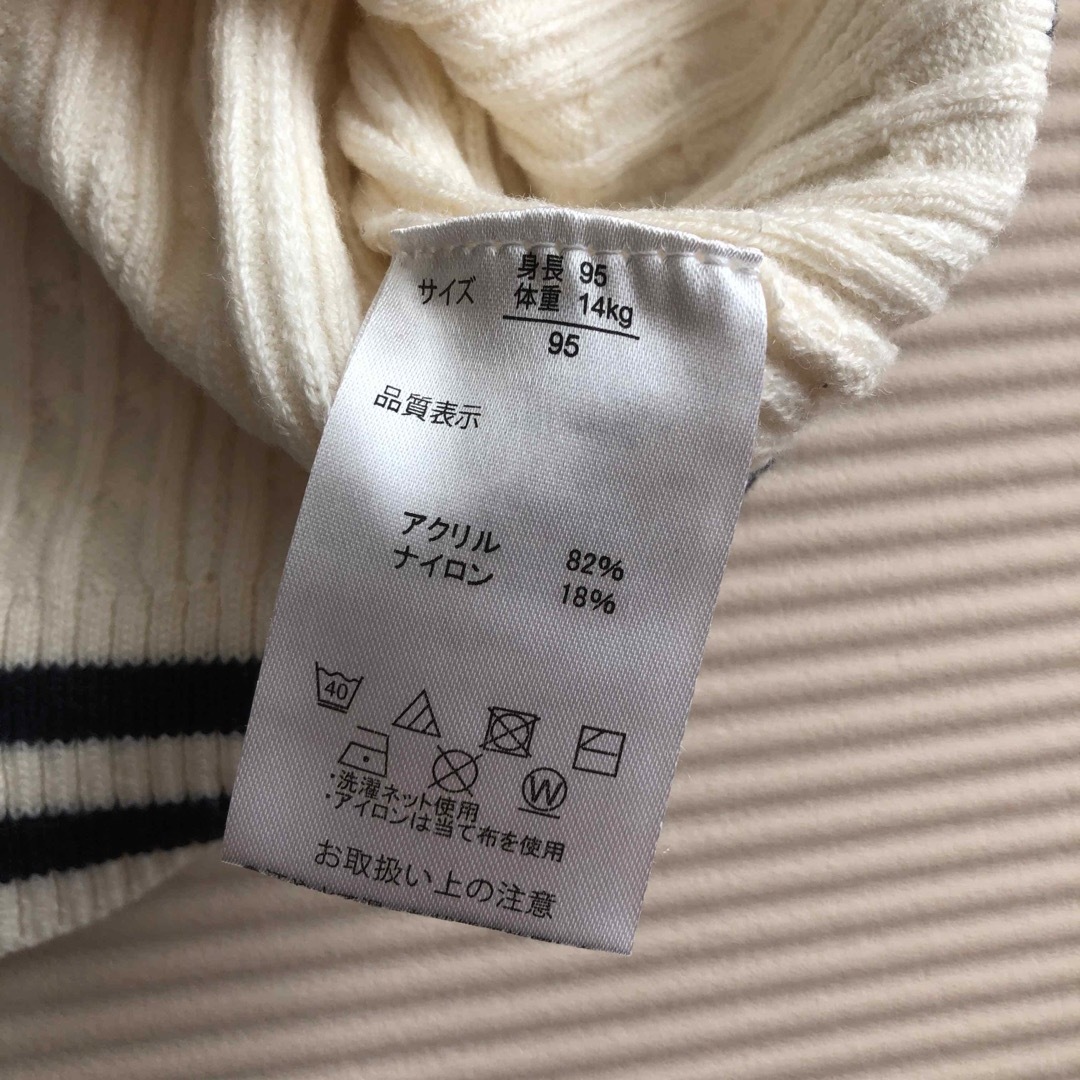 サイズ
身長 95
体重 14kg
95
品質表示
アクリル 82%
ナイロン 18%
40
W
・洗濯ネット使用
・アイロンは当て布を使用
お取扱い上の注意